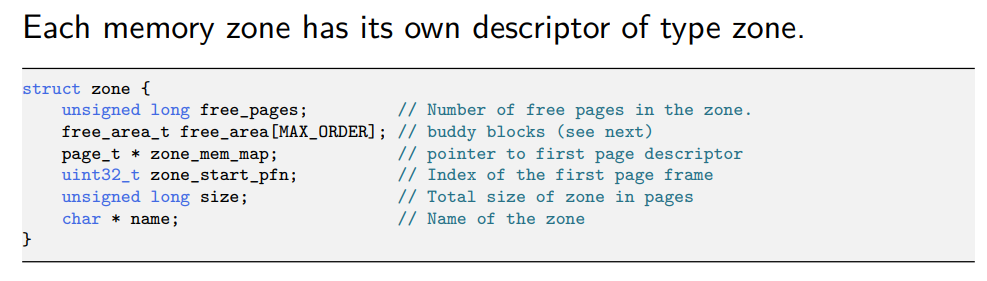 Each memory zone has its own descriptor of type zone.
struct zone {
    unsigned long free_pages;         // Number of free pages in the zone.
    free_area_t free_area[MAX_ORDER]; // buddy blocks (see next)
    page_t * zone_mem_map;            // pointer to first page descriptor
    uint32_t zone_start_pfn;          // Index of the first page frame
    unsigned long size;               // Total size of zone in pages
    char * name;                      // Name of the zone
}